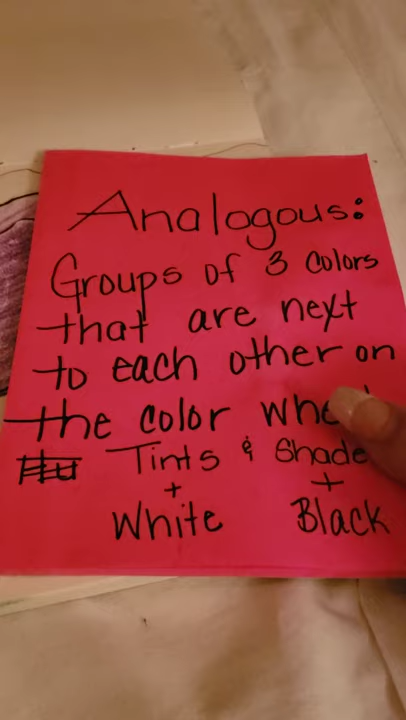 Analogous:
Groups of 3 Colors
that are next
to each other on
the color
Tints & Shade
+ +
White Black